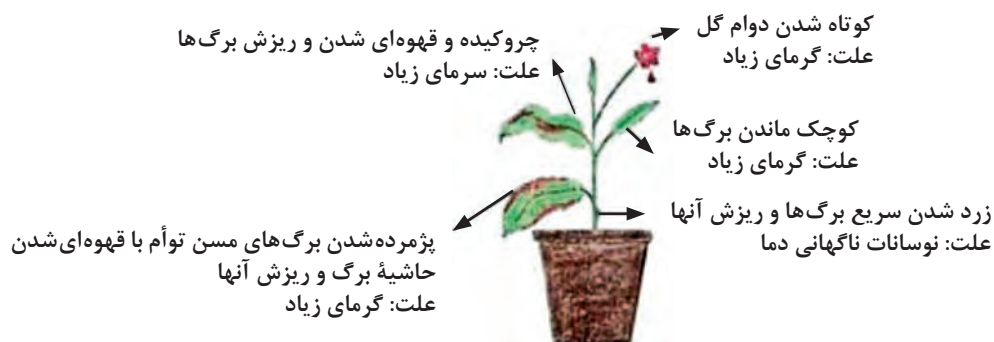 کوتاه شدن دوام گل
علت: گرمای زیاد
چروکیده و قهوه‌ای شدن و ریزش برگ‌ها
علت: سرمای زیاد
کوچک ماندن برگ‌ها
علت: گرمای زیاد
زرد شدن سریع برگ‌ها و ریزش آنها
علت: نوسانات ناگهانی دما
پژمرده‌شدن برگ‌های مسن توأم با قهوه‌ای‌شدن
حاشیۀ برگ و ریزش آنها
علت: گرمای زیاد